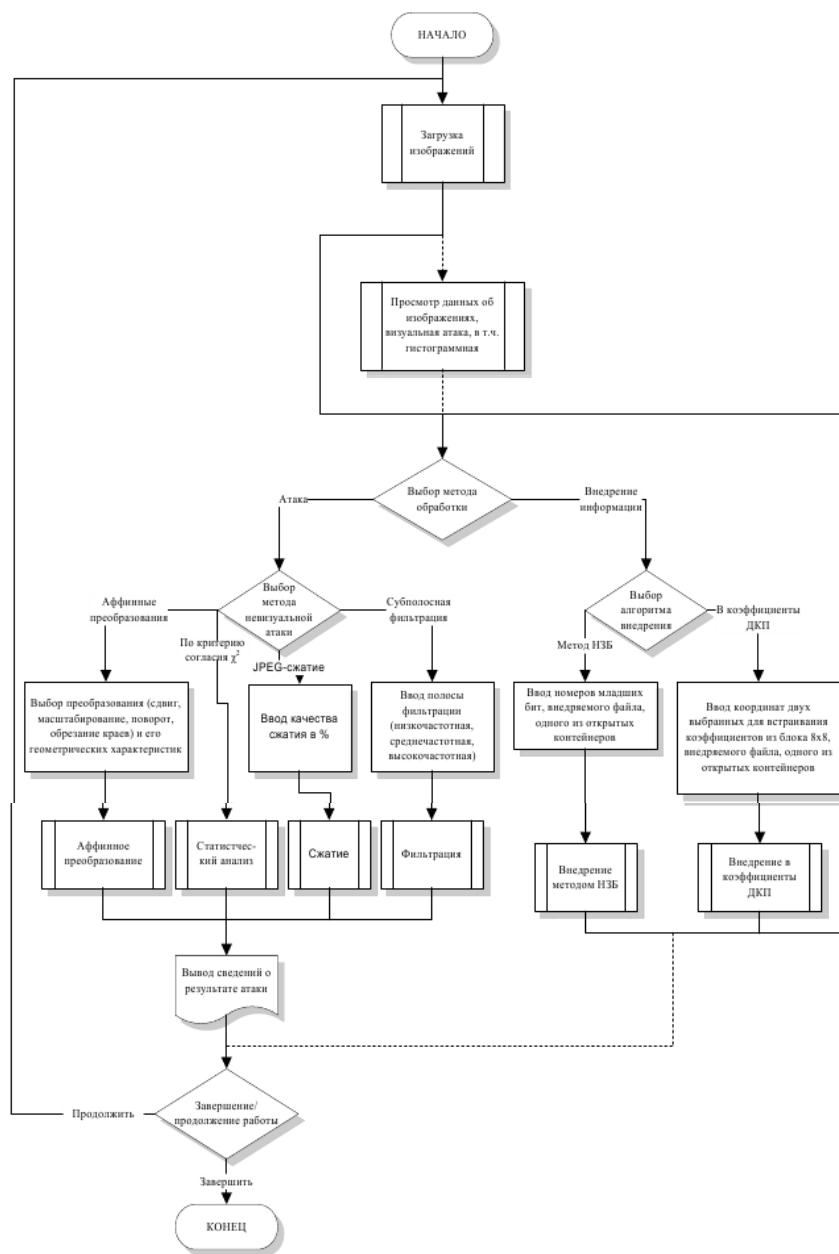 НАЧАЛО
Загрузка
изображений
Просмотр данных об
изображениях,
визуальная атака, в т.ч.
гистограммная
Выбор метода
обработки
Атака
Внедрение
информации
Выбор
метода
невизуальной
атаки
Аффинные
преобразования
По критерию
согласия χ²
JPEG-сжатие
Субполосная
фильтрация
Выбор
алгоритма
внедрения
Метод НЗБ
В коэффициенты
ДКП
Выбор преобразования (сдвиг,
масштабирование, поворот,
обрезание краев) и его
геометрических характеристик
Ввод качества
сжатия в %
Ввод полосы
фильтрации
(низкочастотная,
среднечастотная,
высокочастотная)
Ввод номеров младших
бит, внедряемого файла,
одного из открытых
контейнеров
Ввод координат двух
выбранных для встраивания
коэффициентов из блока 8х8,
внедряемого файла, одного из
открытых контейнеров
Аффинное
преобразование
Статистчес-
кий анализ
Сжатие
Фильтрация
Внедрение
методом НЗБ
Внедрение в
коэффициенты
ДКП
Вывод сведений о
результате атаки
Завершение/
продолжение работы
Продолжить
Завершить
КОНЕЦ